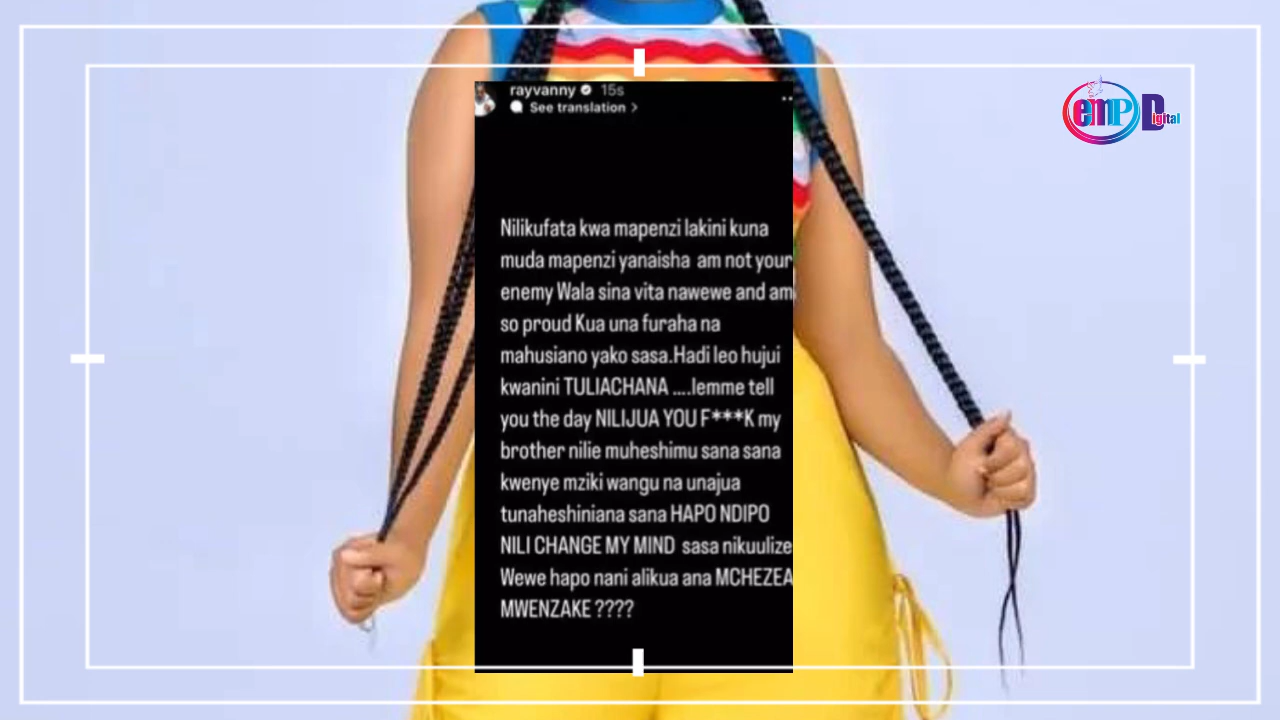 emp Digital
rayvanny 15s
See translation >
Nilikufata kwa mapenzi lakini kuna
muda mapenzi yanaisha am not your
enemy Wala sina vita nawewe and am
so proud Kua una furaha na
mahusiano yako sasa.Hadi leo hujui
kwanini TULIACHANA ....lemme tell
you the day NILIJUA YOU F***K my
brother nilie muheshimu sana sana
kwenye mziki wangu na unajua
tunaheshiniana sana HAPO NDIPO
NILI CHANGE MY MIND sasa nikuulize
Wewe hapo nani alikua ana MCHEZEA
MWENZAKE ????